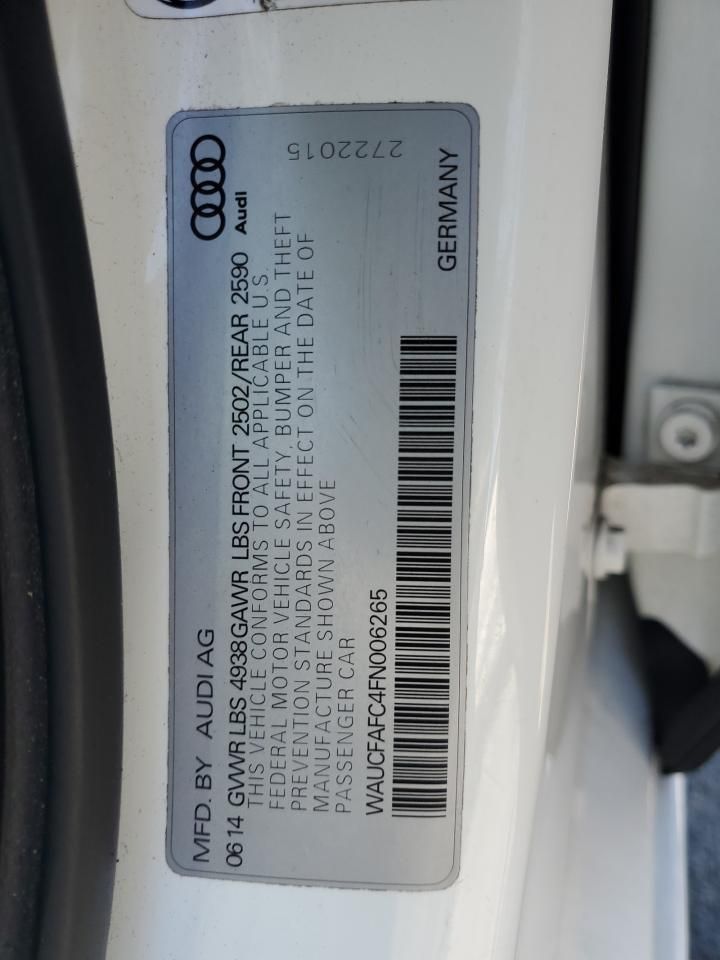 MFD. BY AUDI AG
06 14 GVWR LBS 4938 GAWR LBS FRONT 2502/REAR 2590
Audi
THIS VEHICLE CONFORMS TO ALL APPLICABLE U.S.
FEDERAL MOTOR VEHICLE SAFETY, BUMPER AND THEFT
PREVENTION STANDARDS IN EFFECT ON THE DATE OF
MANUFACTURE SHOWN ABOVE
PASSENGER CAR
2722015
WAUCFAFC4FN006265
GERMANY